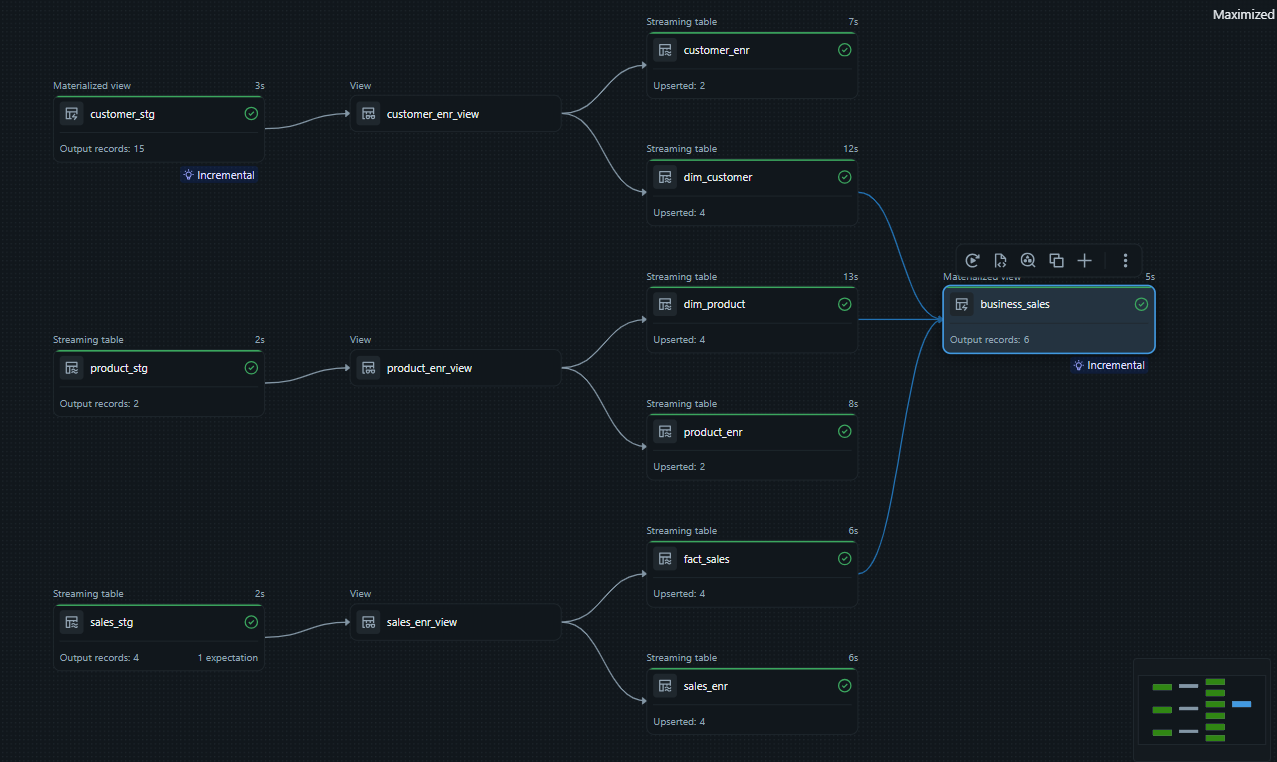 Maximized
Streaming table 7s
customer_enr
Upserted: 2
Materialized view 3s
customer_stg
Output records: 15
Incremental
View
customer_enr_view
Streaming table 12s
dim_customer
Upserted: 4
Streaming table 13s
dim_product
Upserted: 4
Materialized view 5s
business_sales
Output records: 6
Incremental
Streaming table 2s
product_stg
Output records: 2
View
product_enr_view
Streaming table 8s
product_enr
Upserted: 2
Streaming table 6s
fact_sales
Upserted: 4
Streaming table 2s
sales_stg
Output records: 4 1 expectation
View
sales_enr_view
Streaming table 6s
sales_enr
Upserted: 4